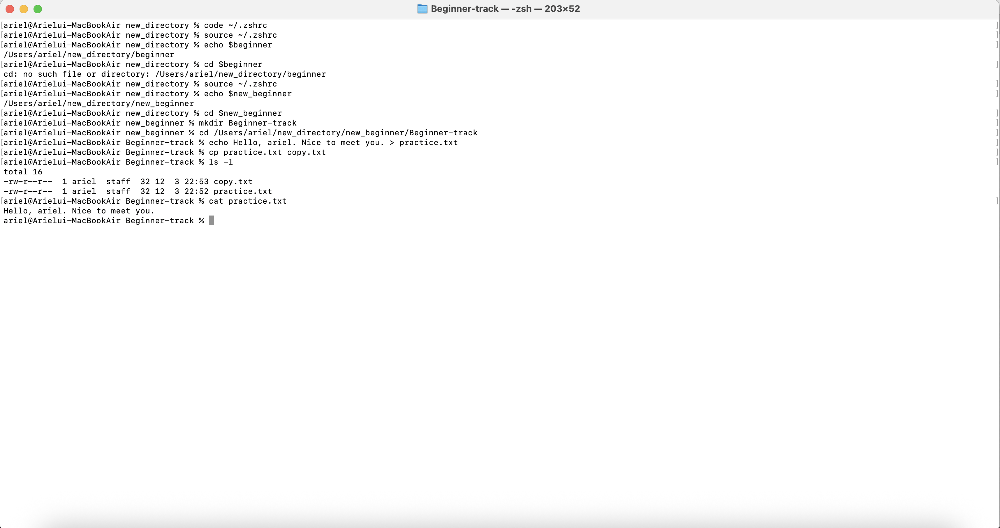 Beginner-track — -zsh — 203×52
ariel@Arielui-MacBookAir new_directory % code ~/.zshrc
ariel@Arielui-MacBookAir new_directory % source ~/.zshrc
ariel@Arielui-MacBookAir new_directory % echo $beginner
/Users/ariel/new_directory/beginner
ariel@Arielui-MacBookAir new_directory % cd $beginner
cd: no such file or directory: /Users/ariel/new_directory/beginner
ariel@Arielui-MacBookAir new_directory % source ~/.zshrc
ariel@Arielui-MacBookAir new_directory % echo $new_beginner
/Users/ariel/new_directory/new_beginner
ariel@Arielui-MacBookAir new_directory % cd $new_beginner
ariel@Arielui-MacBookAir new_beginner % mkdir Beginner-track
ariel@Arielui-MacBookAir new_beginner % cd /Users/ariel/new_directory/new_beginner/Beginner-track
ariel@Arielui-MacBookAir Beginner-track % echo Hello, ariel. Nice to meet you. > practice.txt
ariel@Arielui-MacBookAir Beginner-track % cp practice.txt copy.txt
ariel@Arielui-MacBookAir Beginner-track % ls -l
total 16
-rw-r--r--  1 ariel  staff  32 12  3 22:53 copy.txt
-rw-r--r--  1 ariel  staff  32 12  3 22:52 practice.txt
ariel@Arielui-MacBookAir Beginner-track % cat practice.txt
Hello, ariel. Nice to meet you.
ariel@Arielui-MacBookAir Beginner-track %